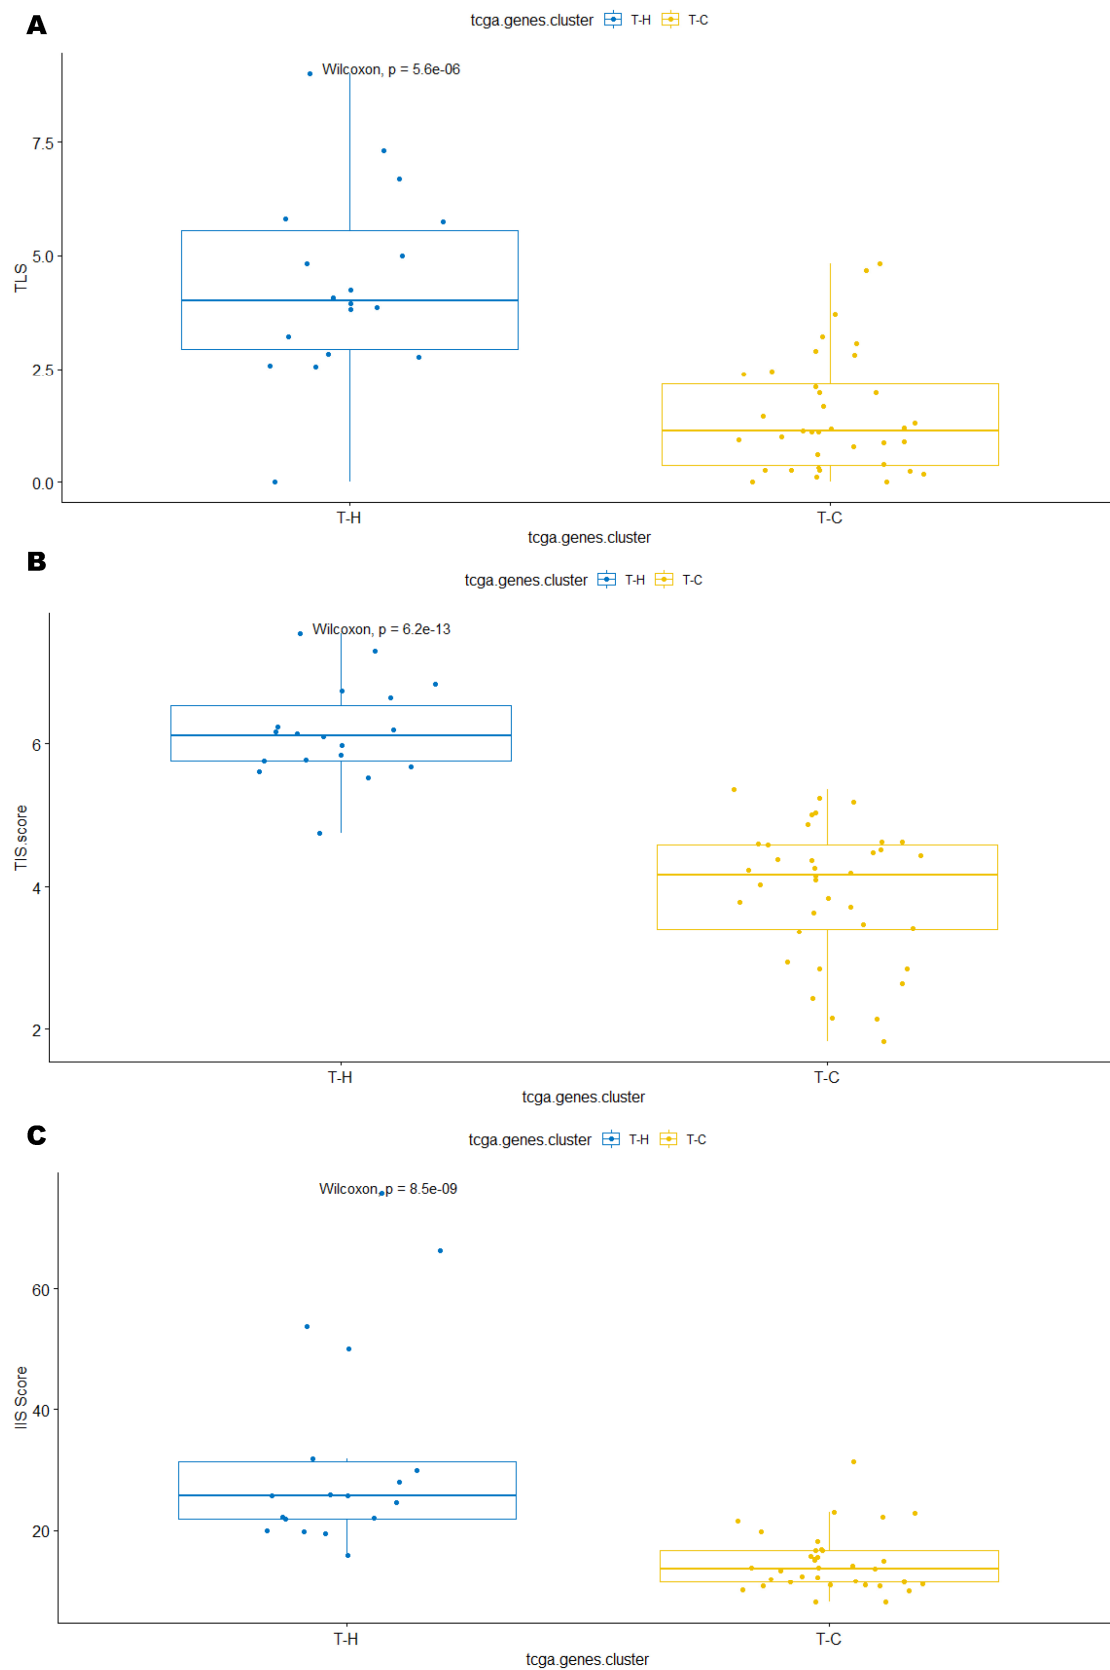 A
tcga.genes.cluster T-H T-C
Wilcoxon, p = 5.6e-06
7.5
5.0
2.5
0.0
TLS
T-H T-C
tcga.genes.cluster
B
tcga.genes.cluster T-H T-C
Wilcoxon, p = 6.2e-13
6
4
2
TIS.score
T-H T-C
tcga.genes.cluster
C
tcga.genes.cluster T-H T-C
Wilcoxon, p = 8.5e-09
60
40
20
IIS Score
T-H T-C
tcga.genes.cluster